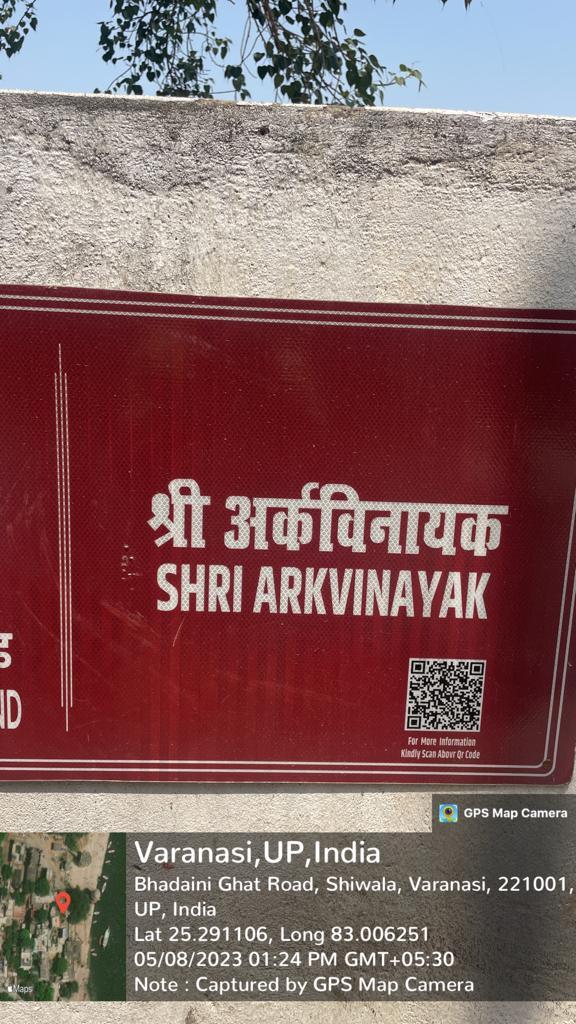 श्री अर्कविनायक
SHRI ARKVINAYAK
ड
ND
For More Information
Kindly Scan Abovr Qr Code
GPS Map Camera
Varanasi,UP,India
Bhadaini Ghat Road, Shiwala, Varanasi, 221001,
UP, India
Lat 25.291106, Long 83.006251
05/08/2023 01:24 PM GMT+05:30
Note : Captured by GPS Map Camera
Maps